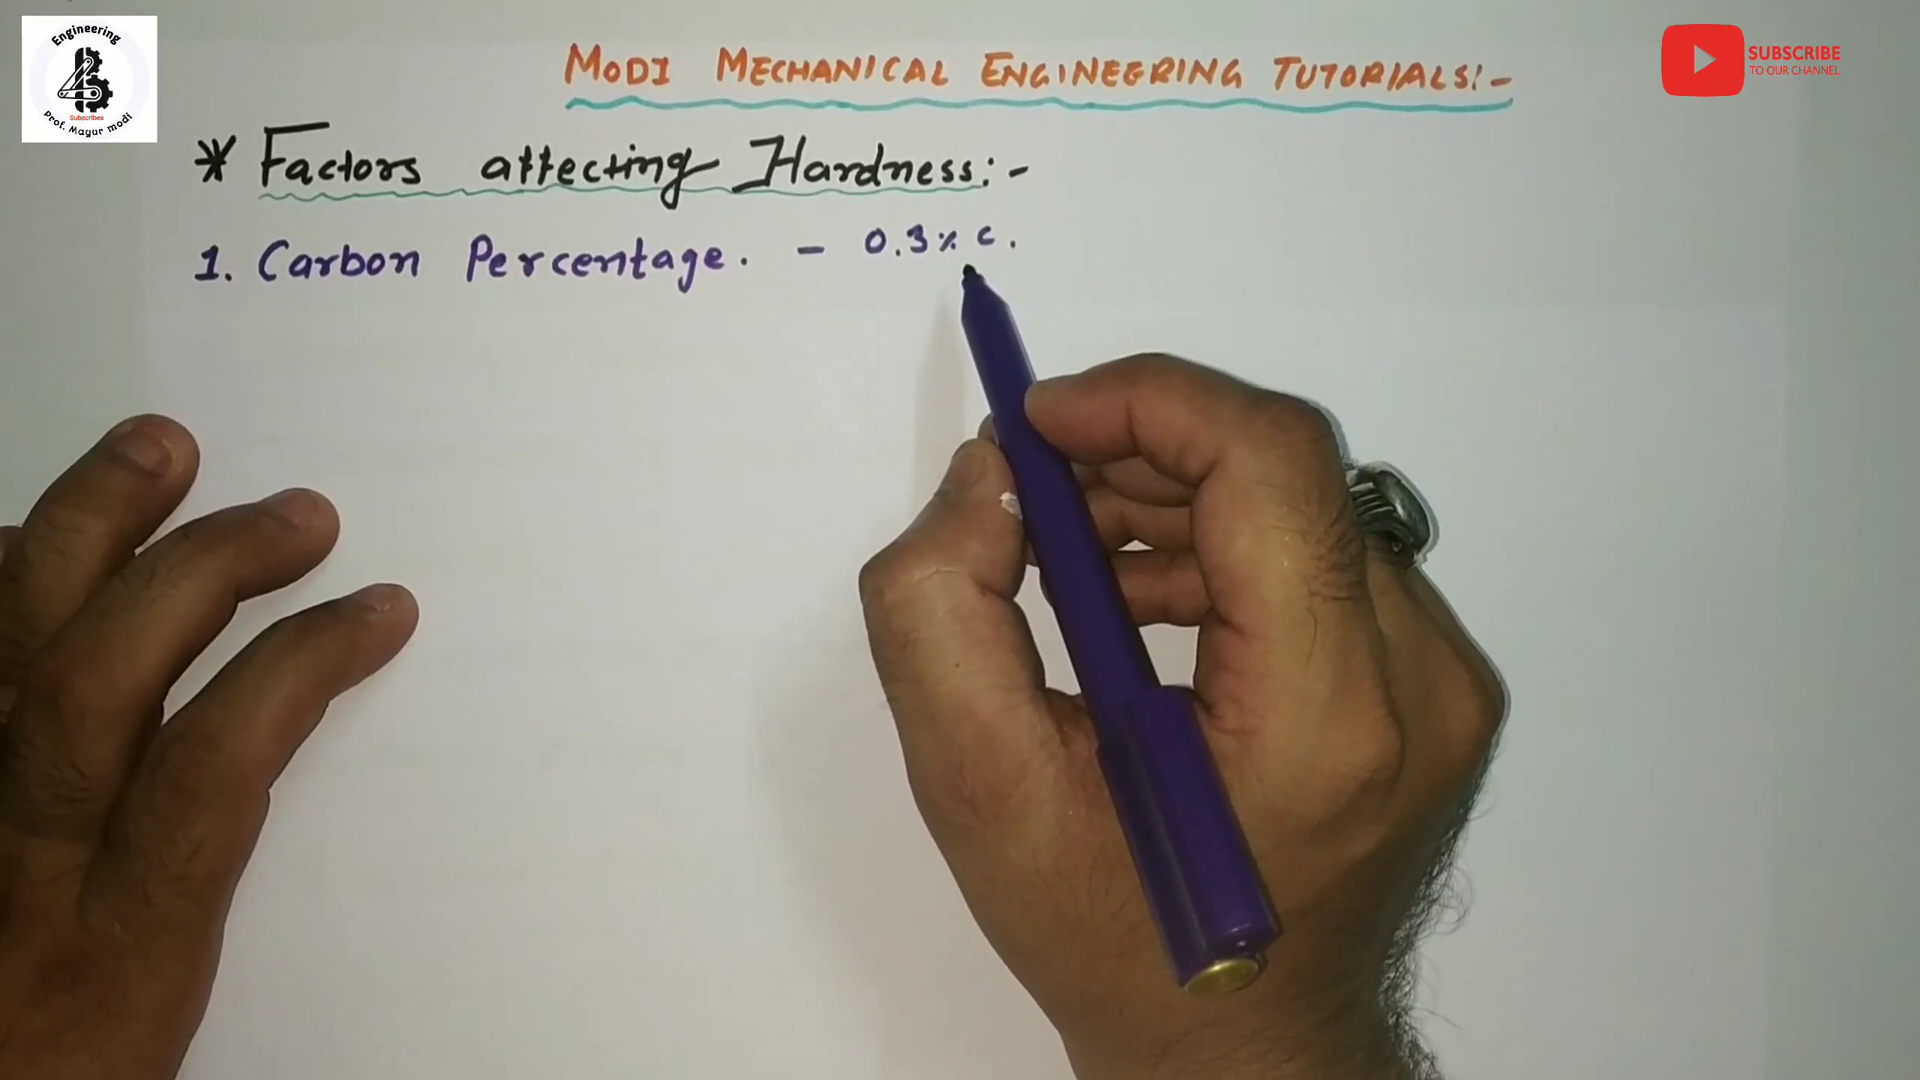 Engineering
Subscribes
Prof. Mayur modi
MODI MECHANICAL ENGINEERING TUTORIALS:-
SUBSCRIBE
TO OUR CHANNEL
* Factors affecting Hardness:-
1. Carbon Percentage. - 0.3% C.